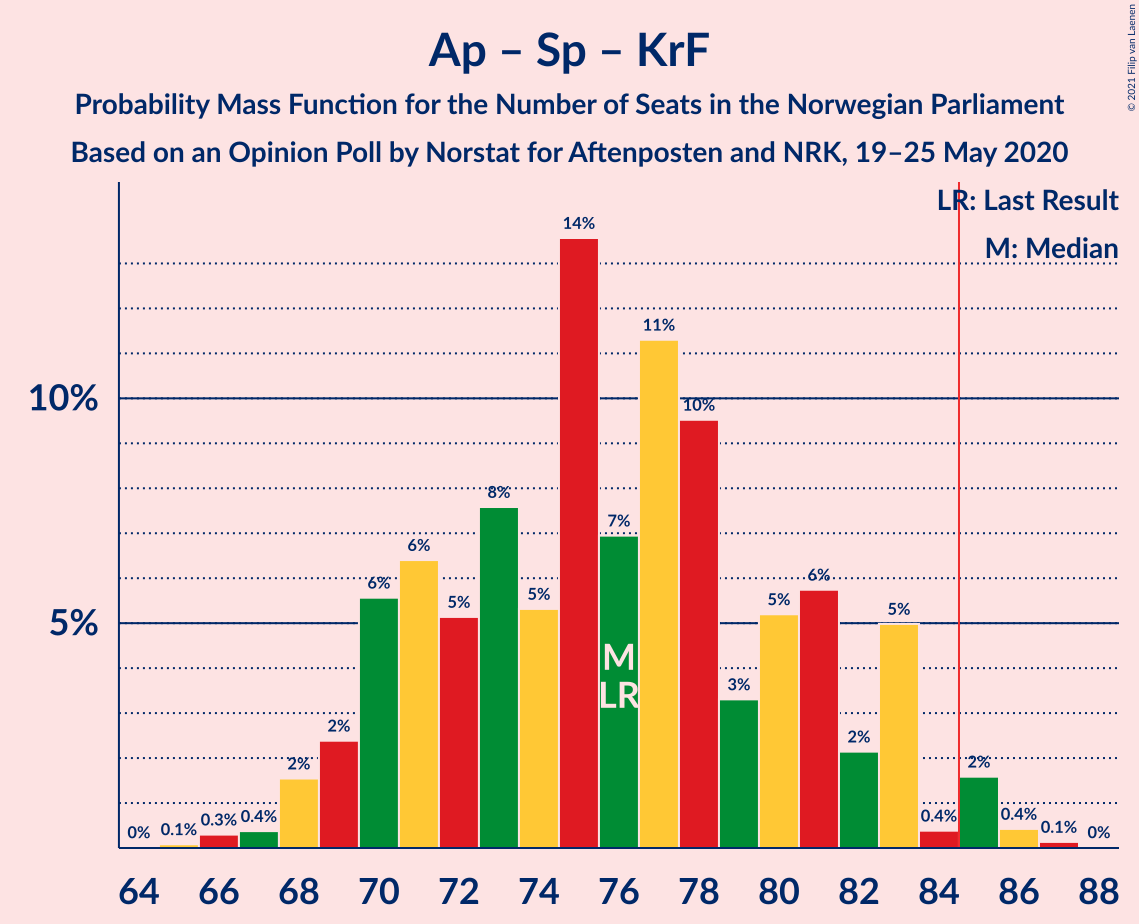 Ap – Sp – KrF
Probability Mass Function for the Number of Seats in the Norwegian Parliament
Based on an Opinion Poll by Norstat for Aftenposten and NRK, 19–25 May 2020
© 2021 Filip van Laenen
LR: Last Result
M: Median
10%
5%
0% 0.1% 0.3% 0.4% 2% 2% 6% 6% 5% 8% 5% 14% 7% 11% 10% 3% 5% 6% 2% 5% 0.4% 2% 0.4% 0.1% 0%
M
LR
64 66 68 70 72 74 76 78 80 82 84 86 88